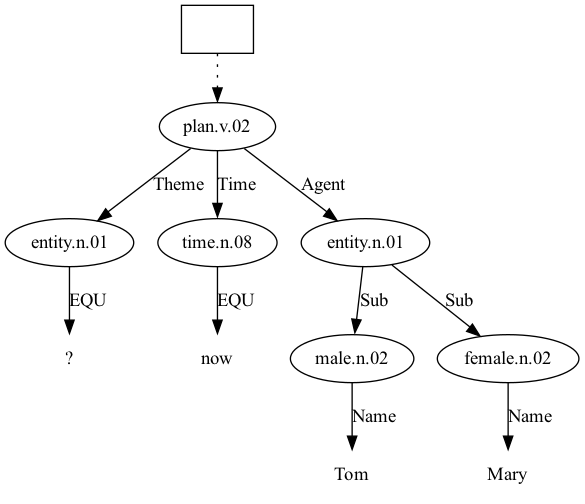 plan.v.02
Theme Time Agent
entity.n.01 time.n.08 entity.n.01
EQU EQU Sub Sub
? now male.n.02 female.n.02
Name Name
Tom Mary